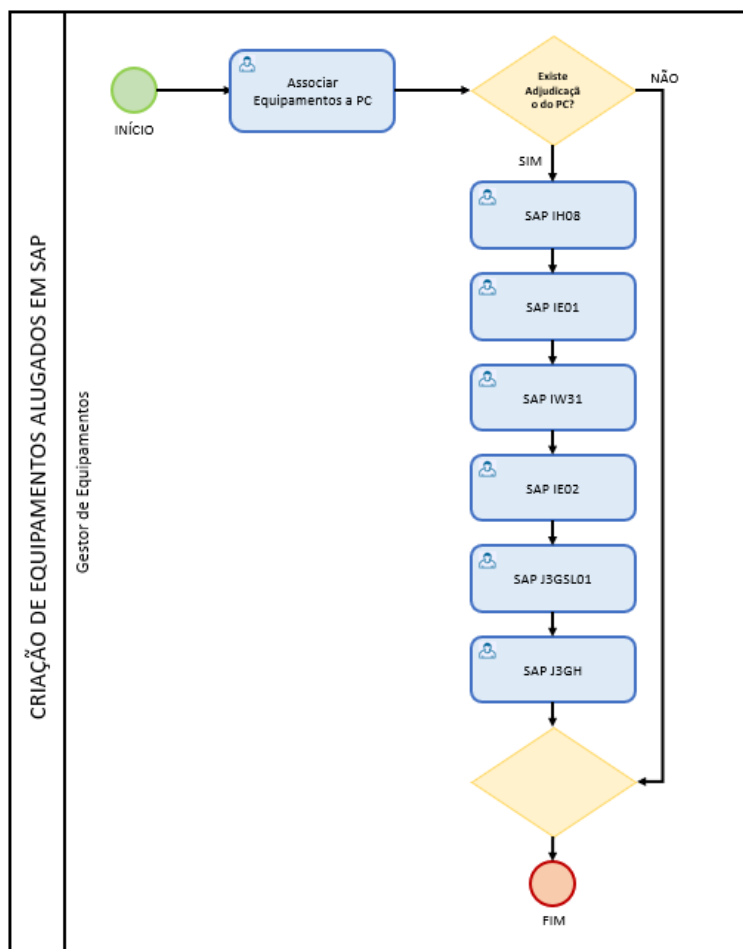 CRIAÇÃO DE EQUIPAMENTOS ALUGADOS EM SAP
Gestor de Equipamentos
INÍCIO
Associar
Equipamentos a PC
Existe
Adjudicaçã
o do PC?
NÃO
SIM
SAP IH08
SAP IE01
SAP IW31
SAP IE02
SAP J3GSL01
SAP J3GH
FIM